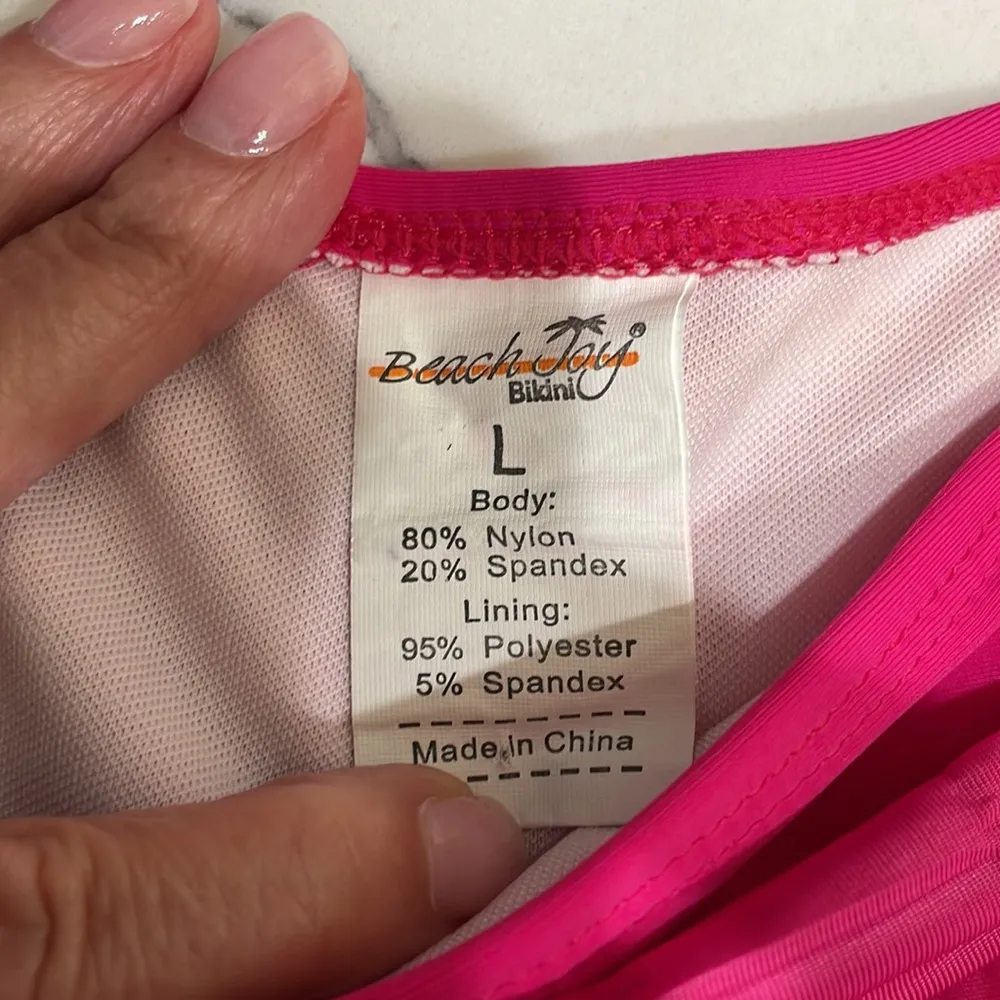 Beach Joy®
Bikini
L
Body:
80% Nylon
20% Spandex
Lining:
95% Polyester
5% Spandex
Made in China